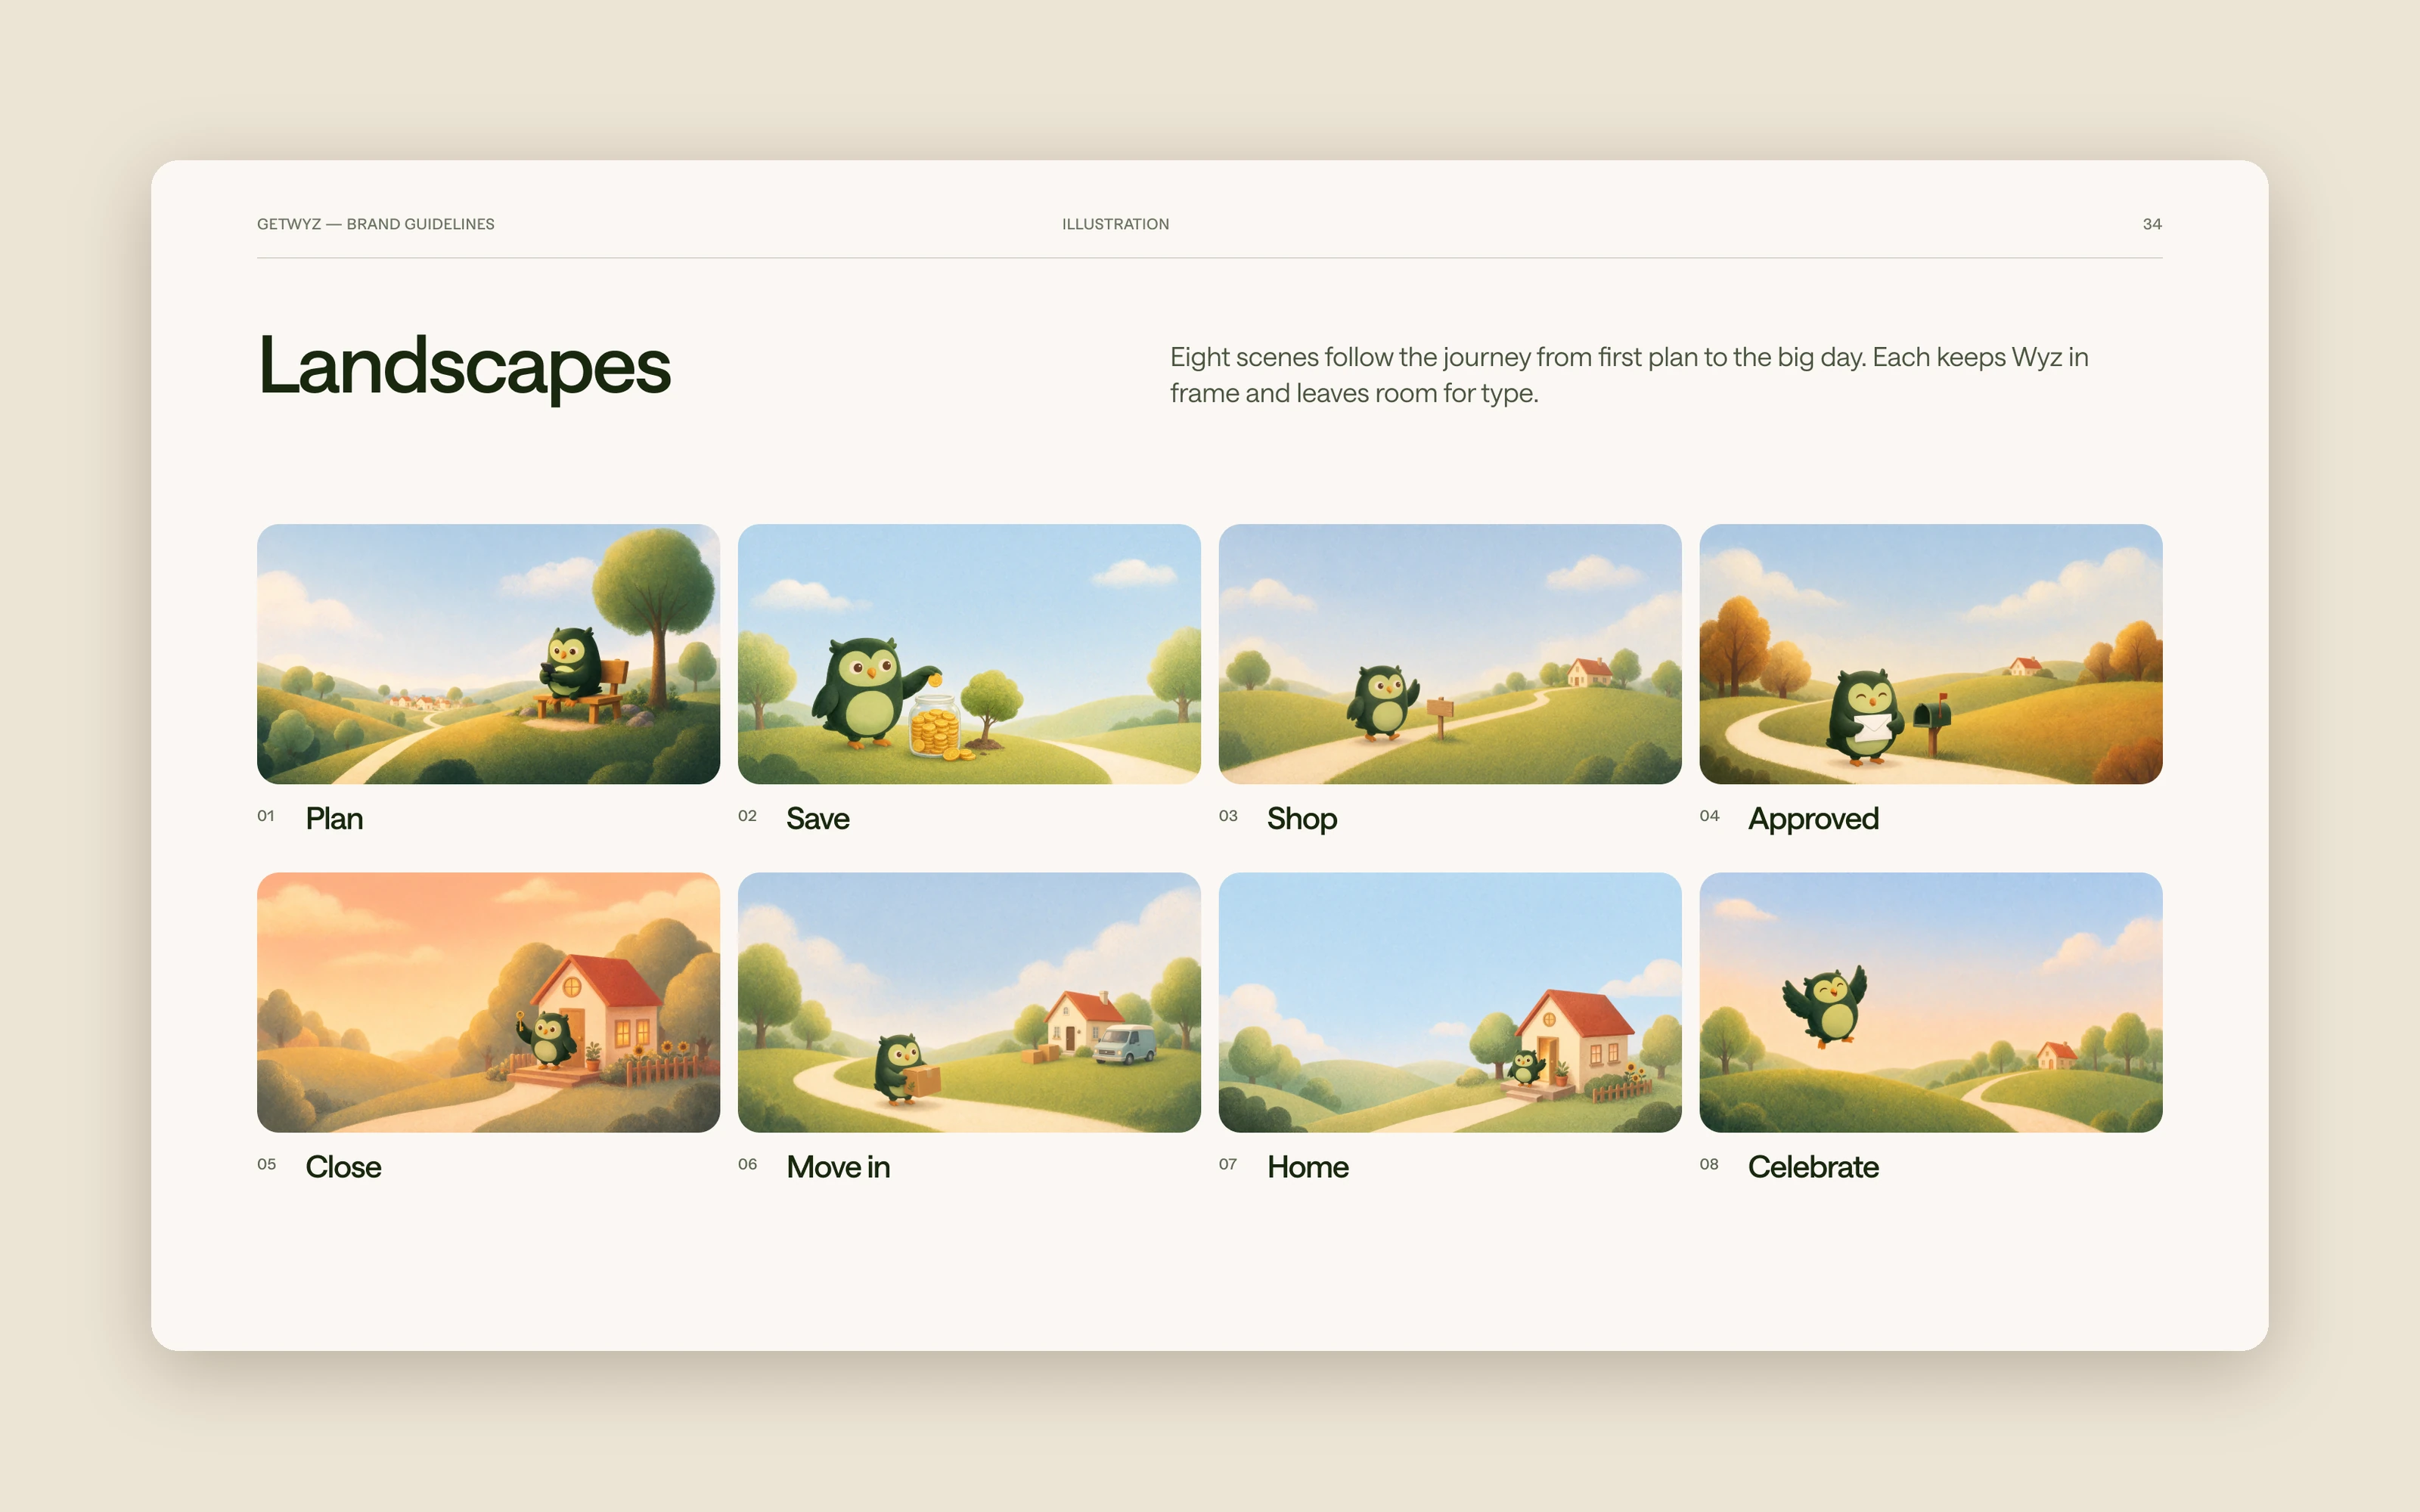 GETWYZ — BRAND GUIDELINES
ILLUSTRATION
34
Landscapes
Eight scenes follow the journey from first plan to the big day. Each keeps Wyz in
frame and leaves room for type.
01 Plan
02 Save
03 Shop
04 Approved
05 Close
06 Move in
07 Home
08 Celebrate